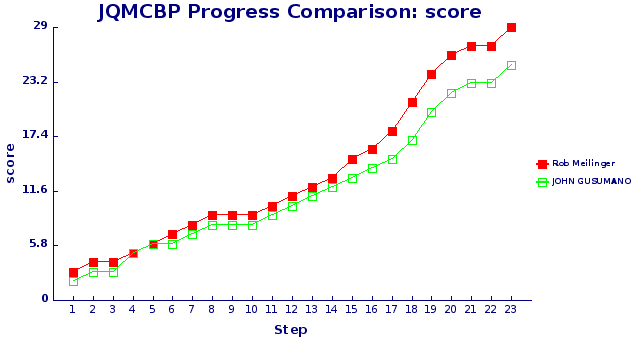 JQMCBP Progress Comparison: score
29
23.2
17.4
11.6
5.8
0
score
1 2 3 4 5 6 7 8 9 10 11 12 13 14 15 16 17 18 19 20 21 22 23
Step
Rob Meilinger
JOHN GUSUMANO